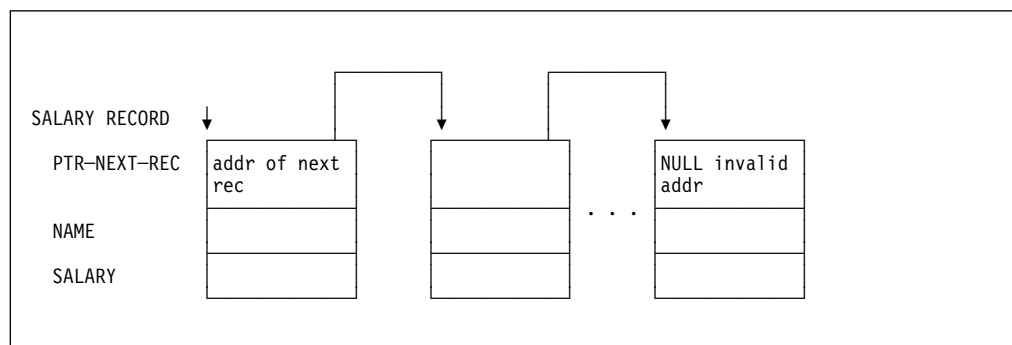 SALARY RECORD
PTR–NEXT–REC
addr of next
rec
NULL invalid
addr
. . .
NAME
SALARY